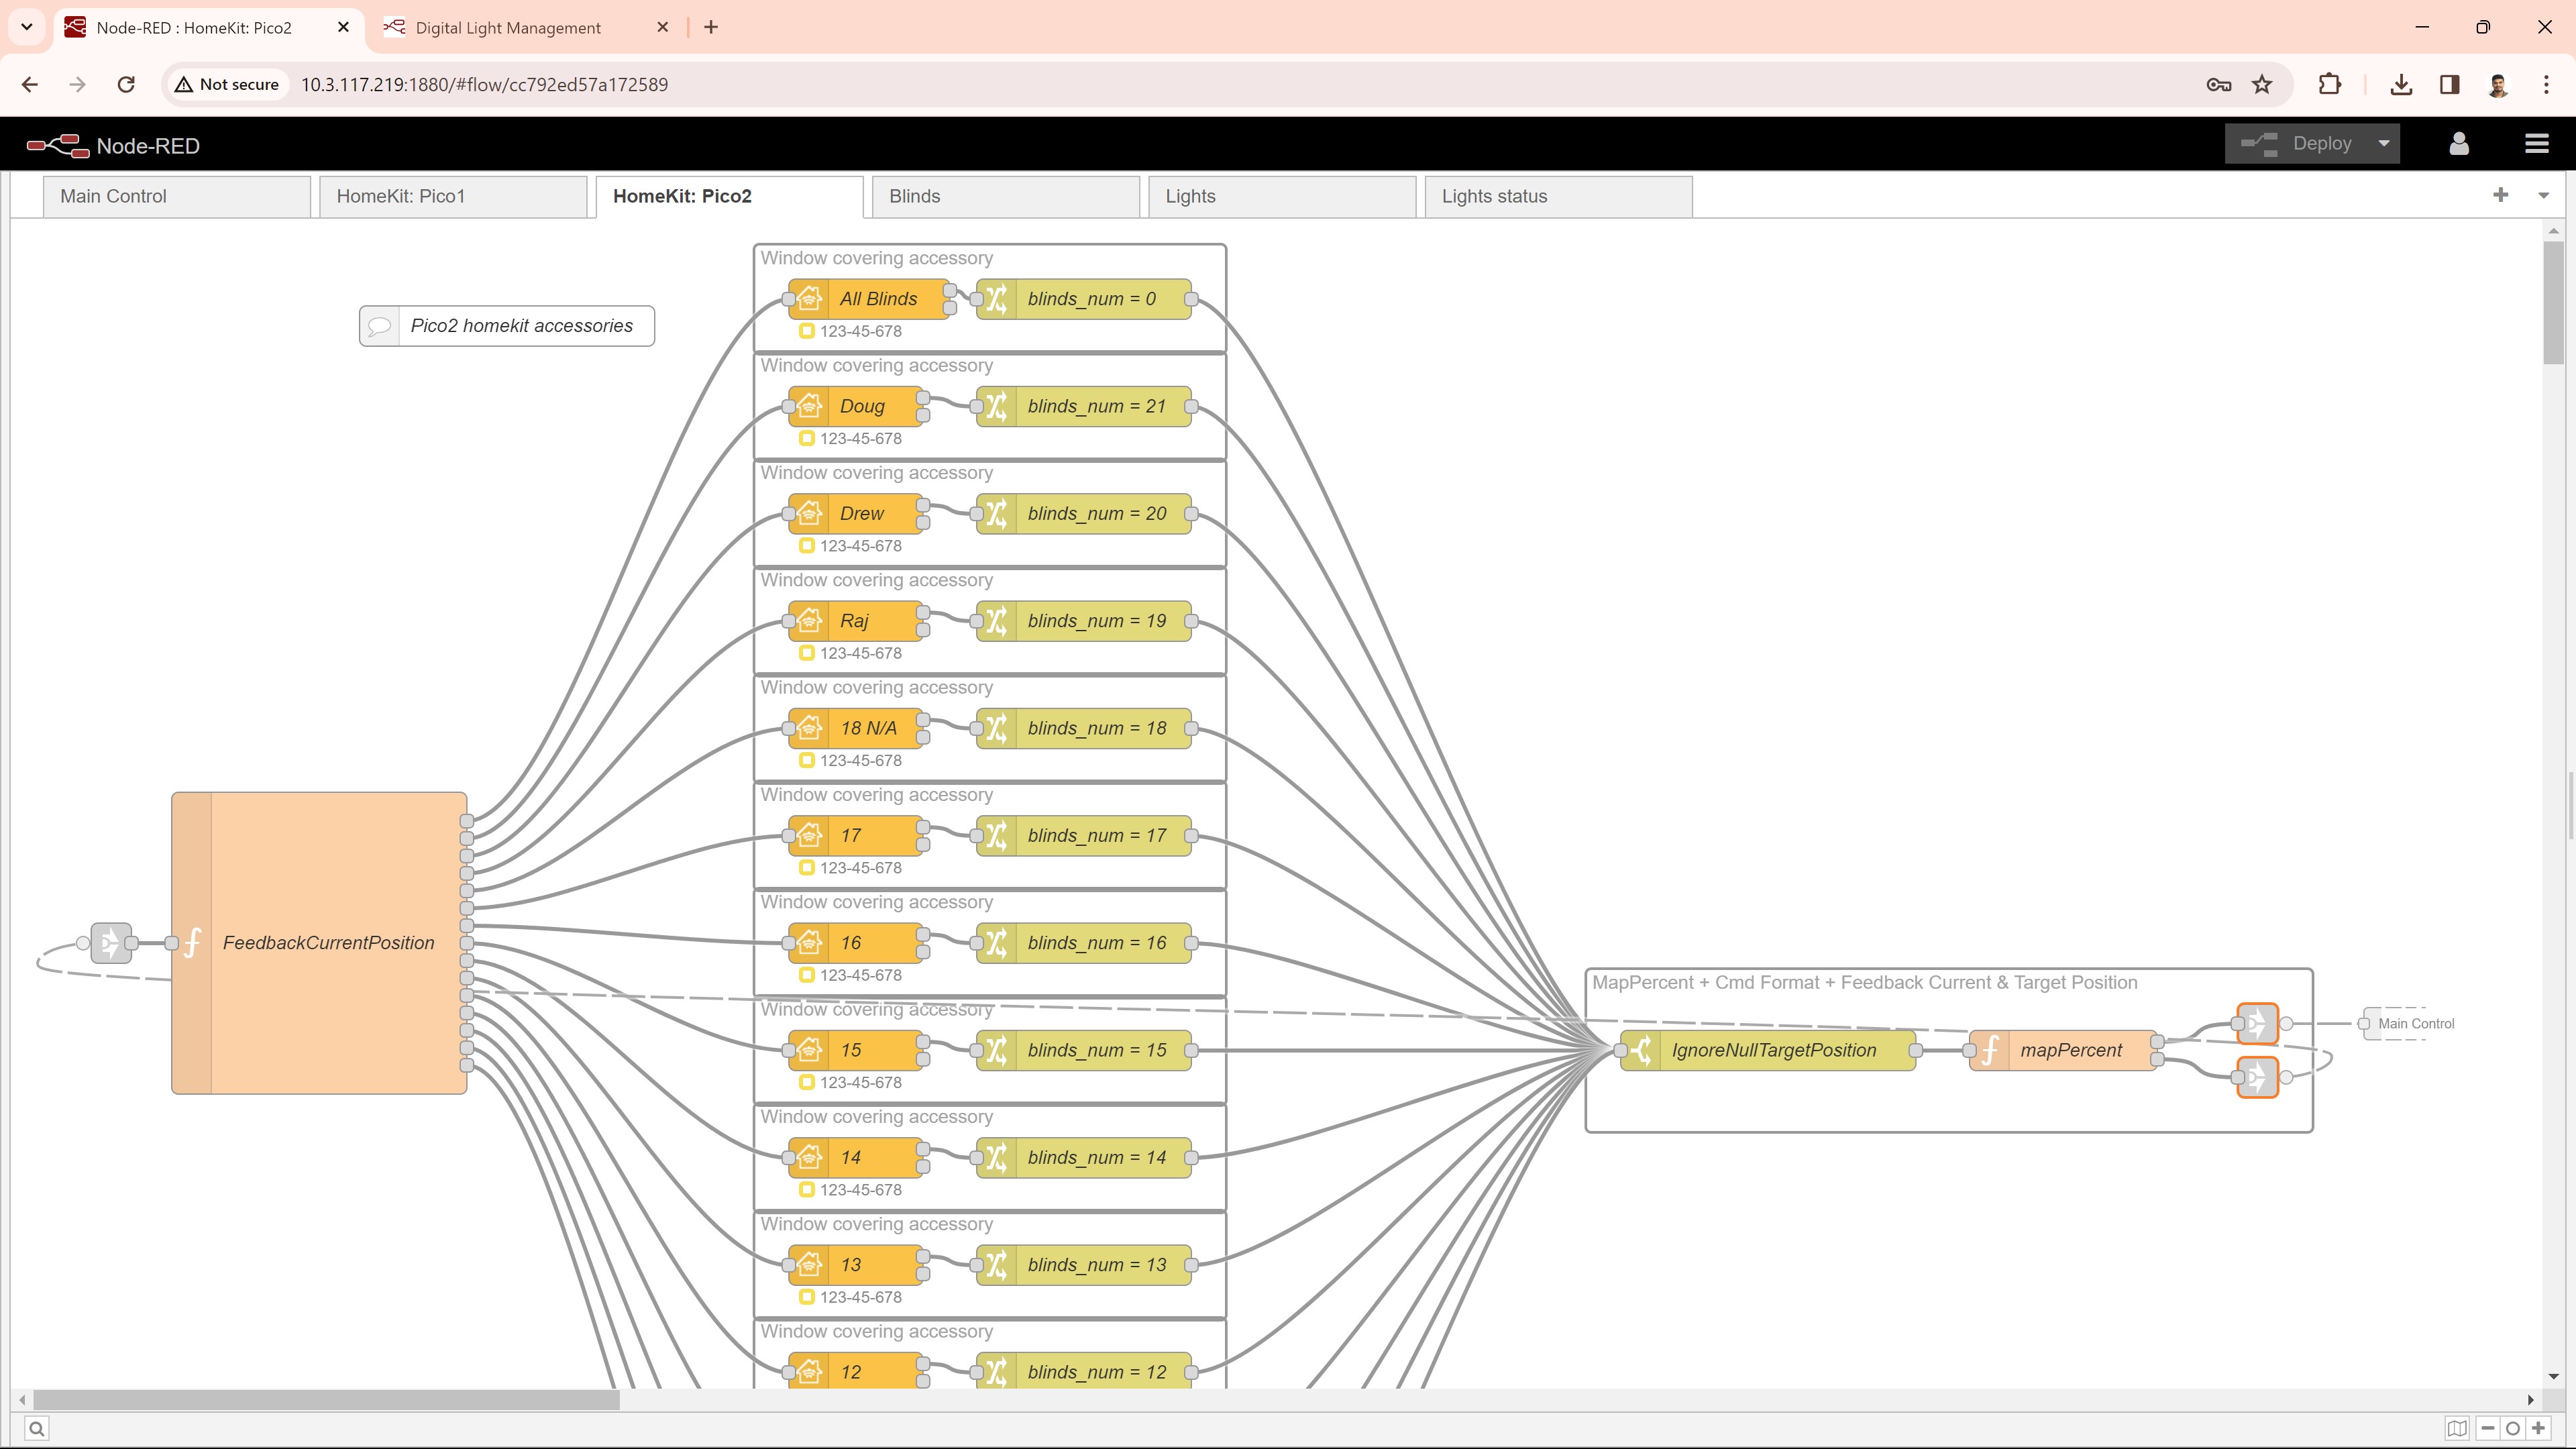 Node-RED : HomeKit: Pico2
Digital Light Management
Not secure
10.3.117.219:1880/#flow/cc792ed57a172589
Node-RED
Deploy
Main Control
HomeKit: Pico1
HomeKit: Pico2
Blinds
Lights
Lights status
Pico2 homekit accessories
FeedbackCurrentPosition
Window covering accessory
All Blinds
blinds_num = 0
123-45-678
Window covering accessory
Doug
blinds_num = 21
123-45-678
Window covering accessory
Drew
blinds_num = 20
123-45-678
Window covering accessory
Raj
blinds_num = 19
123-45-678
Window covering accessory
18 N/A
blinds_num = 18
123-45-678
Window covering accessory
17
blinds_num = 17
123-45-678
Window covering accessory
16
blinds_num = 16
123-45-678
Window covering accessory
15
blinds_num = 15
123-45-678
Window covering accessory
14
blinds_num = 14
123-45-678
Window covering accessory
13
blinds_num = 13
123-45-678
Window covering accessory
12
blinds_num = 12
MapPercent + Cmd Format + Feedback Current & Target Position
IgnoreNullTargetPosition
mapPercent
Main Control